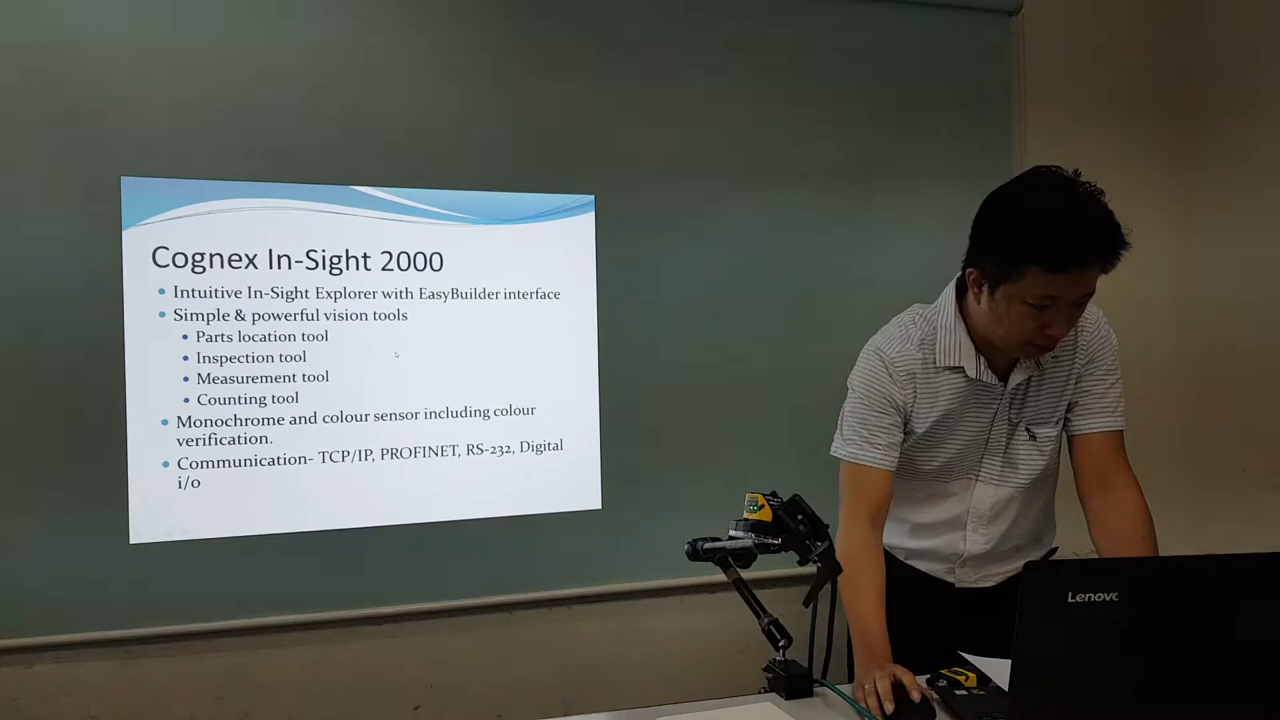 Cognex In-Sight 2000
Intuitive In-Sight Explorer with EasyBuilder interface
Simple & powerful vision tools
Parts location tool
Inspection tool
Measurement tool
Counting tool
Monochrome and colour sensor including colour
verification.
Communication- TCP/IP, PROFINET, RS-232, Digital
i/o
Lenovo